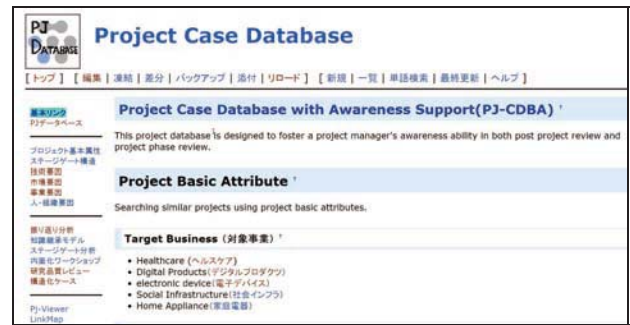 PJ
DATABASE
Project Case Database
[ トップ ] [ 編集 | 凍結 | 差分 | バックアップ | 添付 | リロード ] [ 新規 | 一覧 | 単語検索 | 最終更新 | ヘルプ ]
基本リンク
PJデータベース
プロジェクト基本属性
ステージゲート構造
技術要因
市場要因
事業要因
人・組織要因
振り返り分析
知識継承モデル
ステージゲート分析
内面化ワークショップ
研究品質レビュー
構造化ケース
PJ-Viewer
LinkMap
Project Case Database with Awareness Support(PJ-CDBA) †
This project database is designed to foster a project manager's awareness ability in both post project review and
project phase review.
Project Basic Attribute †
Searching similar projects using project basic attributes.
Target Business (対象事業) †
• Healthcare (ヘルスケア)
• Digital Products(デジタルプロダクツ)
• electronic device(電子デバイス)
• Social Infrastructure(社会インフラ)
• Home Appliance(家庭電器)